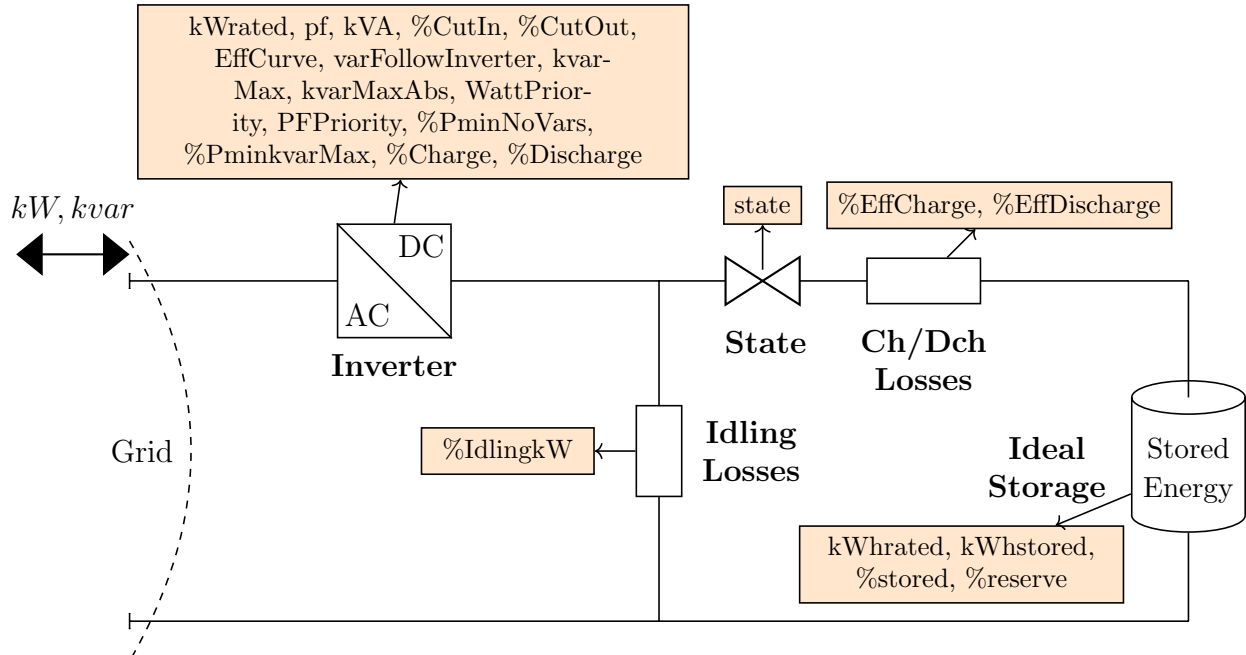 kWrated, pf, kVA, %CutIn, %CutOut,
EffCurve, varFollowInverter, kvar-
Max, kvarMaxAbs, WattPrior-
ity, PFPriority, %PminNoVars,
%PminkvarMax, %Charge, %Discharge
kW, kvar
state
%EffCharge, %EffDischarge
DC
AC
Inverter
State
Ch/Dch
Losses
Grid
%IdlingkW
Idling
Losses
Ideal
Storage
Stored
Energy
kWhrated, kWhstored,
%stored, %reserve